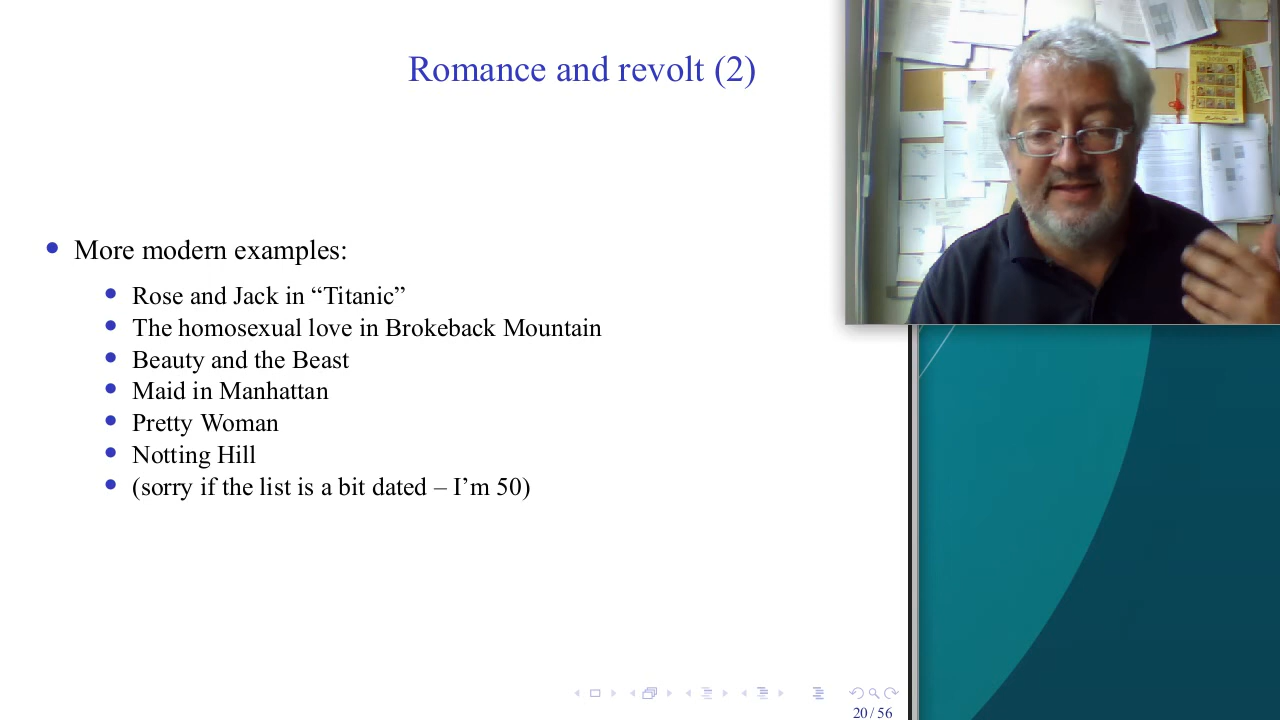 Romance and revolt (2)
More modern examples:
Rose and Jack in “Titanic”
The homosexual love in Brokeback Mountain
Beauty and the Beast
Maid in Manhattan
Pretty Woman
Notting Hill
(sorry if the list is a bit dated – I’m 50)
20 / 56